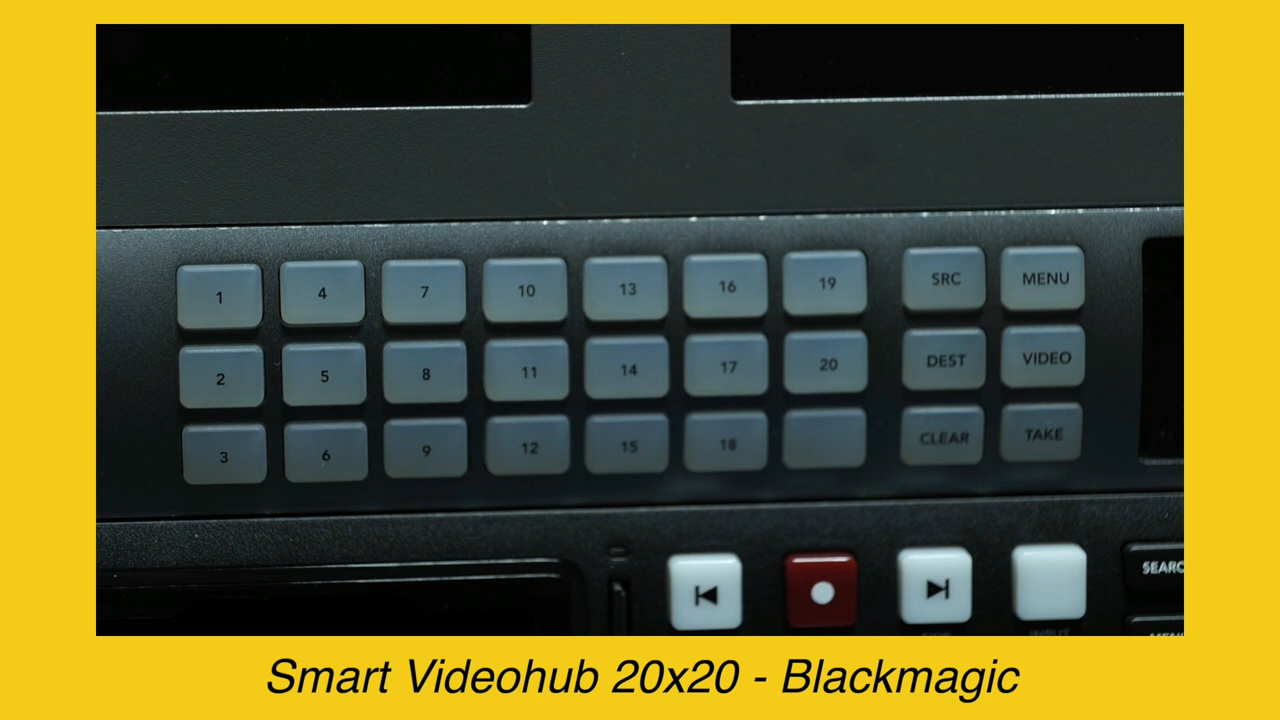 1 4 7 10 13 16 19 SRC MENU
2 5 8 11 14 17 20 DEST VIDEO
3 6 9 12 15 18 CLEAR TAKE
Smart Videohub 20x20 - Blackmagic